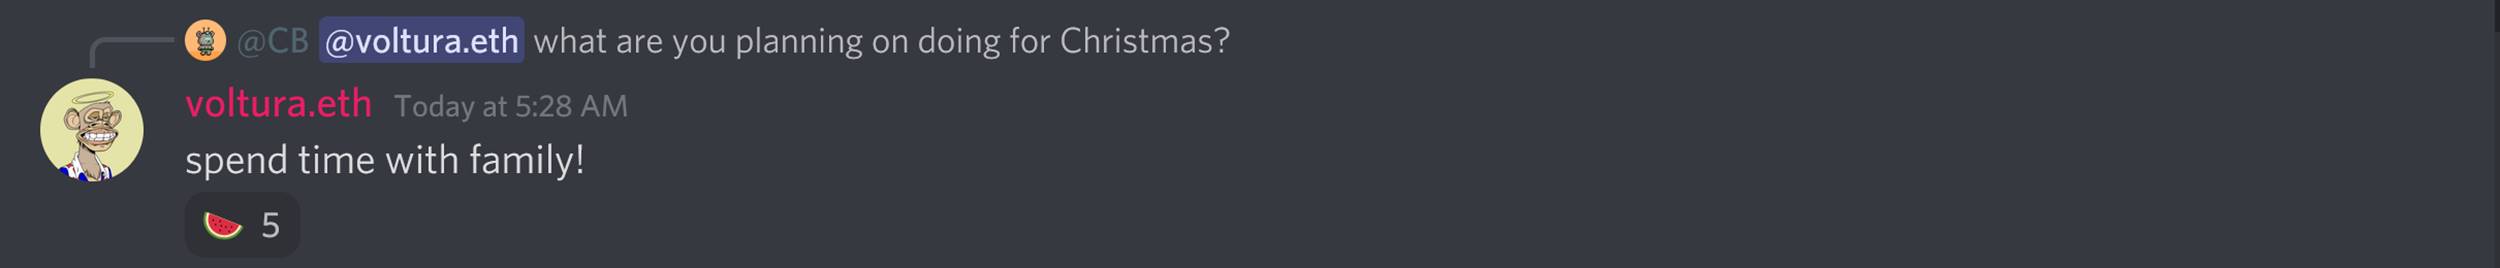 @CB @voltura.eth what are you planning on doing for Christmas?
voltura.eth Today at 5:28 AM
spend time with family!
🍉 5